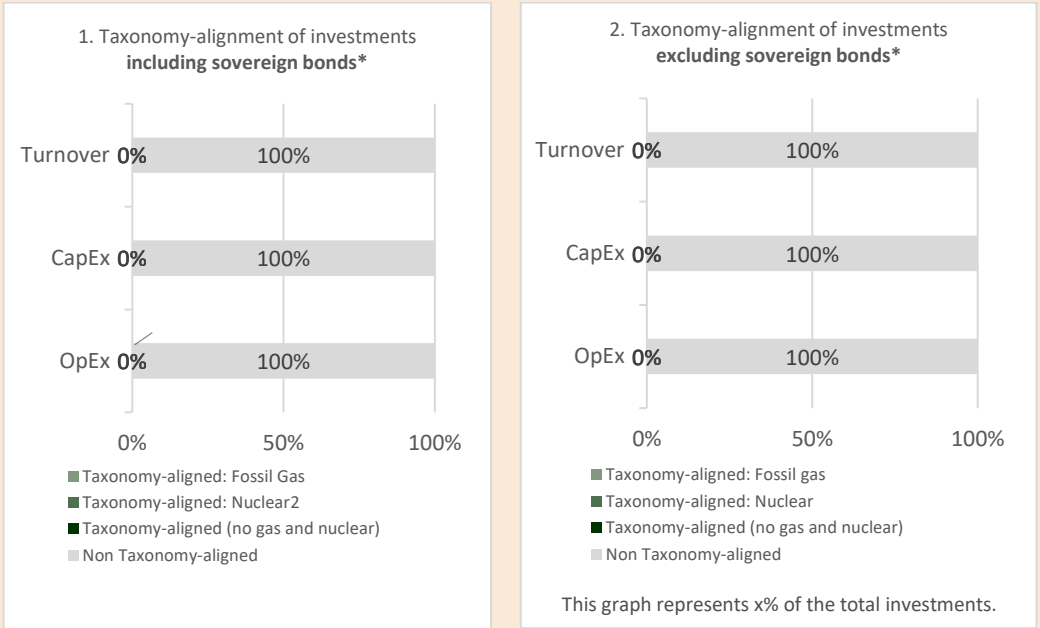 1. Taxonomy-alignment of investments
including sovereign bonds*
Turnover 0% 100%
CapEx 0% 100%
OpEx 0% 100%
0% 50% 100%
Taxonomy-aligned: Fossil Gas
Taxonomy-aligned: Nuclear2
Taxonomy-aligned (no gas and nuclear)
Non Taxonomy-aligned
2. Taxonomy-alignment of investments
excluding sovereign bonds*
Turnover 0% 100%
CapEx 0% 100%
OpEx 0% 100%
0% 50% 100%
Taxonomy-aligned: Fossil gas
Taxonomy-aligned: Nuclear
Taxonomy-aligned (no gas and nuclear)
Non Taxonomy-aligned
This graph represents x% of the total investments.